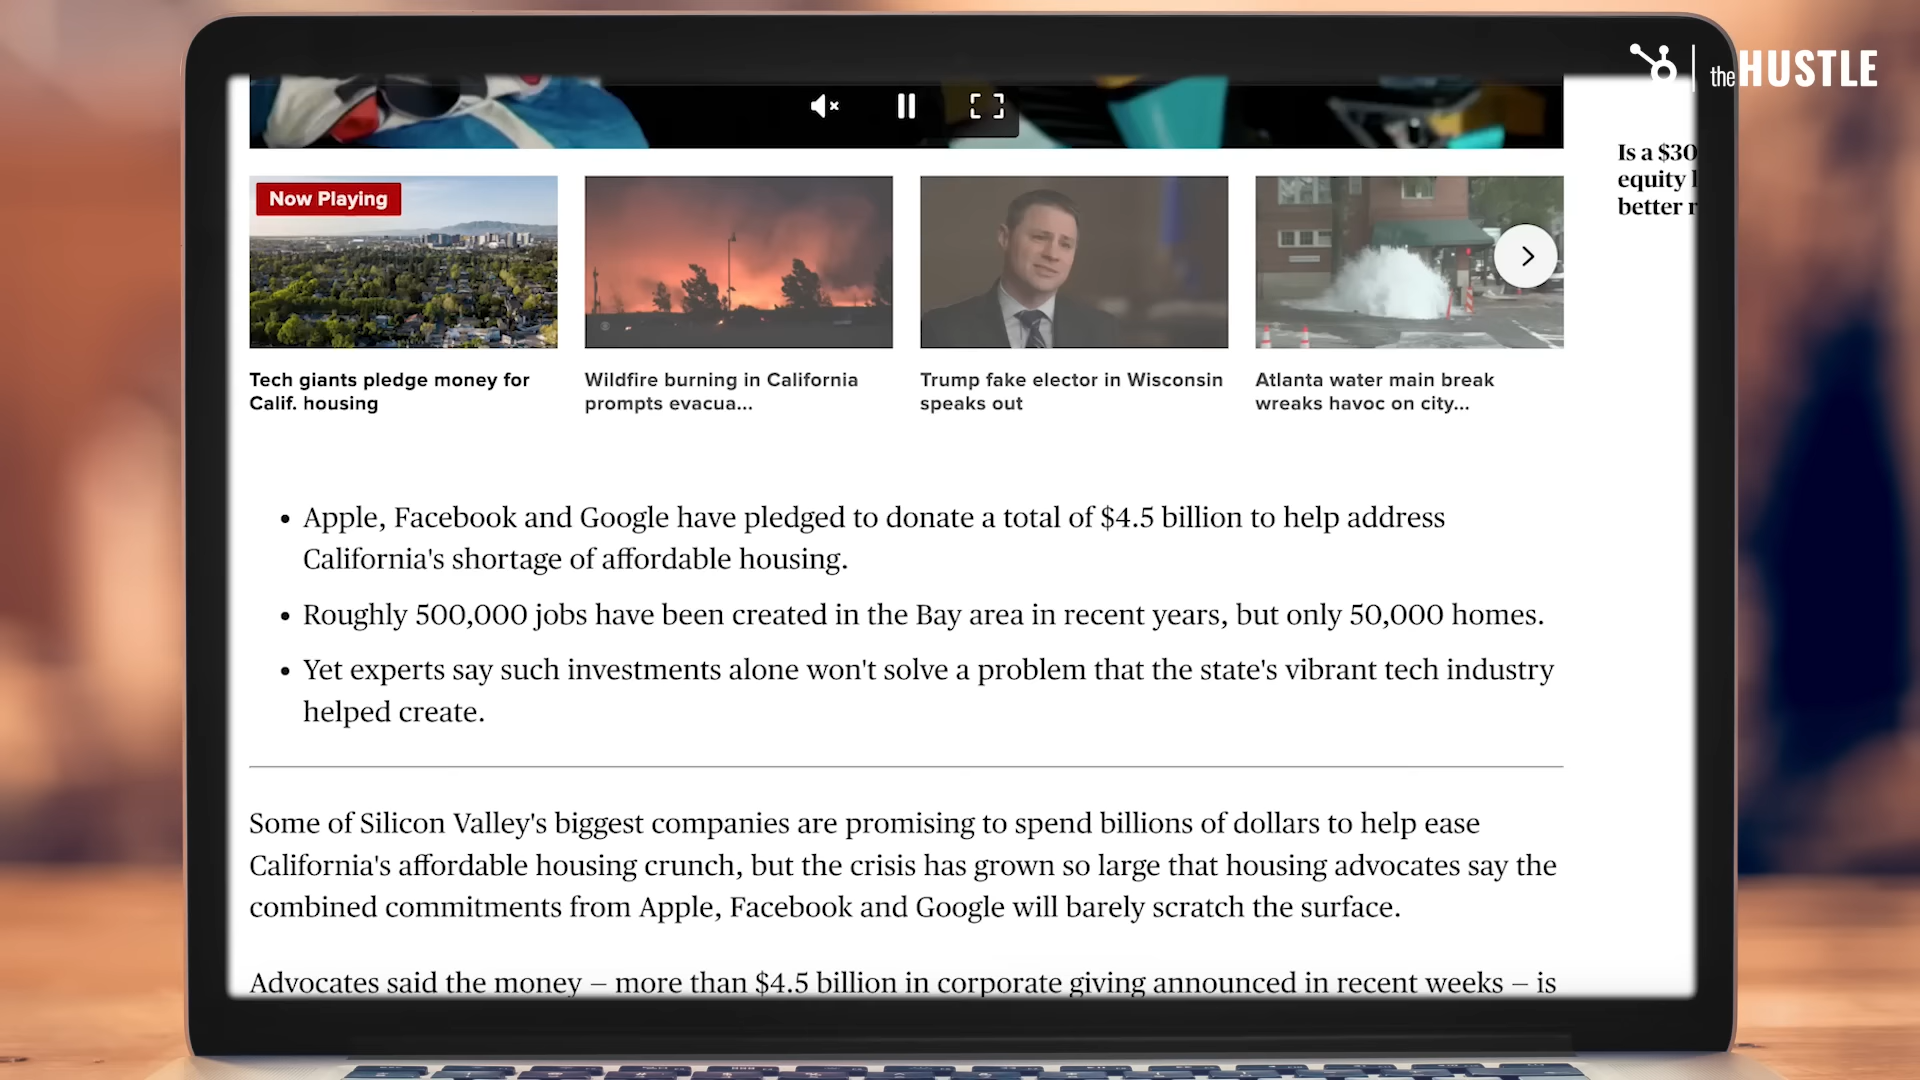 the HUSTLE
Is a $30
equity
better r
Now Playing
Tech giants pledge money for
Calif. housing
Wildfire burning in California
prompts evacua...
Trump fake elector in Wisconsin
speaks out
Atlanta water main break
wreaks havoc on city...
• Apple, Facebook and Google have pledged to donate a total of $4.5 billion to help address
California's shortage of affordable housing.
• Roughly 500,000 jobs have been created in the Bay area in recent years, but only 50,000 homes.
• Yet experts say such investments alone won't solve a problem that the state's vibrant tech industry
helped create.
Some of Silicon Valley's biggest companies are promising to spend billions of dollars to help ease
California's affordable housing crunch, but the crisis has grown so large that housing advocates say the
combined commitments from Apple, Facebook and Google will barely scratch the surface.
Advocates said the money – more than $4.5 billion in corporate giving announced in recent weeks – is